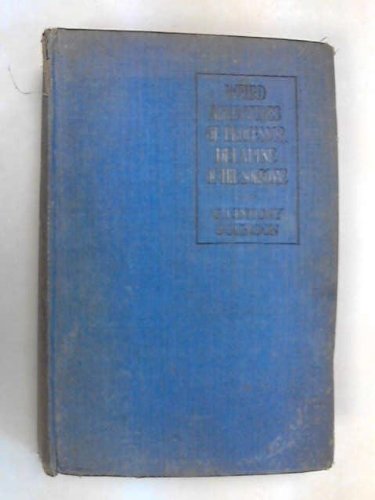 WEIRD
ADVENTURES
OF PROFESSOR
DELAPINE
OF THE SORBONNE
G. LINDSAY
JOHNSON